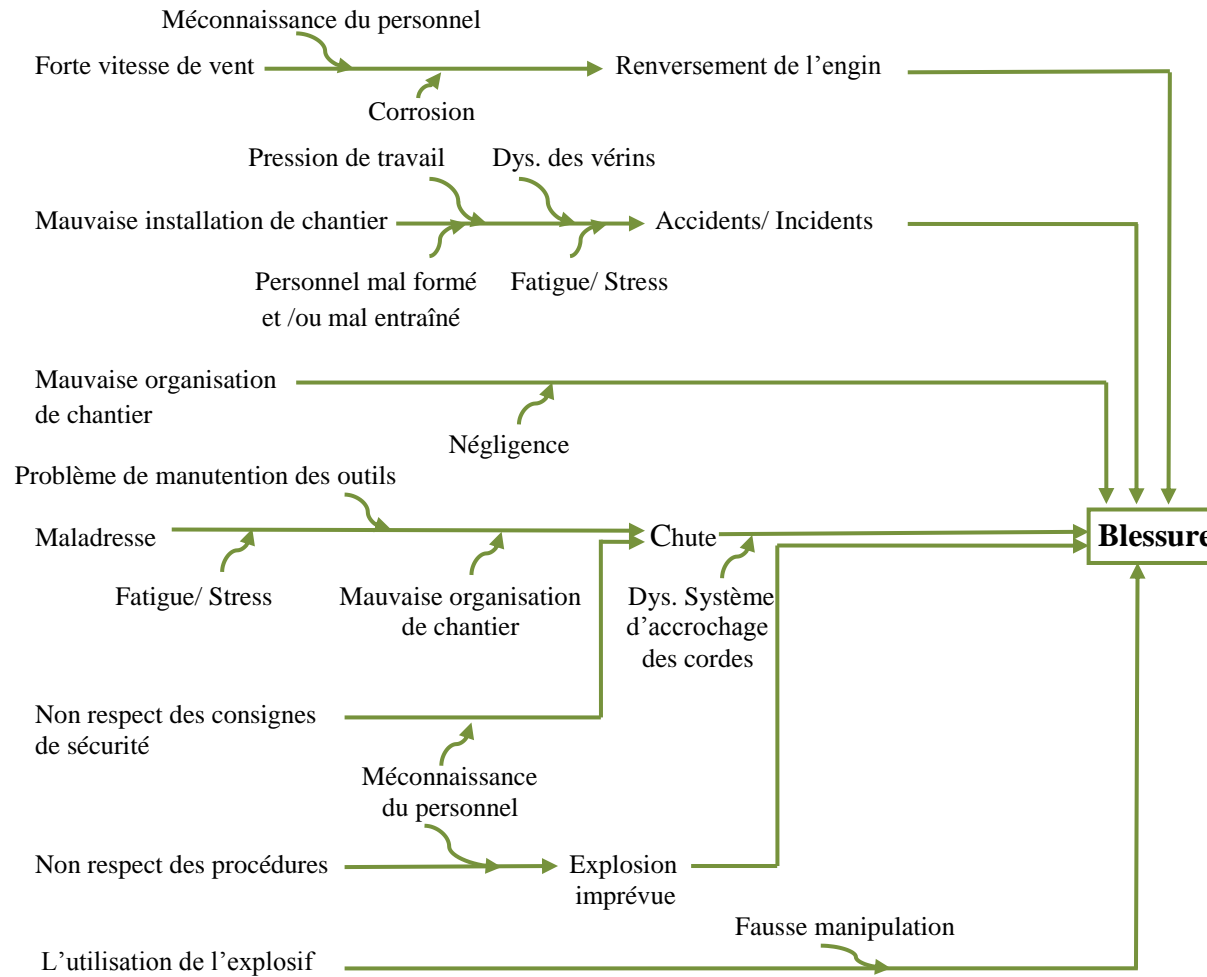 Méconnaissance du personnel
Forte vitesse de vent
Renversement de l’engin
Corrosion
Pression de travail
Dys. des vérins
Mauvaise installation de chantier
Accidents/ Incidents
Personnel mal formé
et /ou mal entraîné
Fatigue/ Stress
Mauvaise organisation
de chantier
Négligence
Problème de manutention des outils
Maladresse
Chute
Blessure
Fatigue/ Stress
Mauvaise organisation
de chantier
Dys. Système
d’accrochage
des cordes
Non respect des consignes
de sécurité
Méconnaissance
du personnel
Non respect des procédures
Explosion
imprévue
Fausse manipulation
L’utilisation de l’explosif